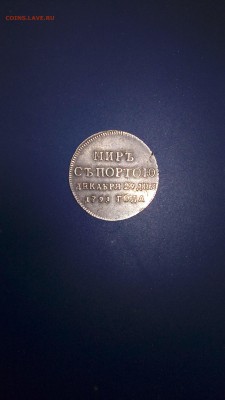 COINS.LAVE.RU
МИРЪ
СЪ ПОРТОЮ
ДЕКАБРЯ 29 ДНЯ
1791 ГОДА